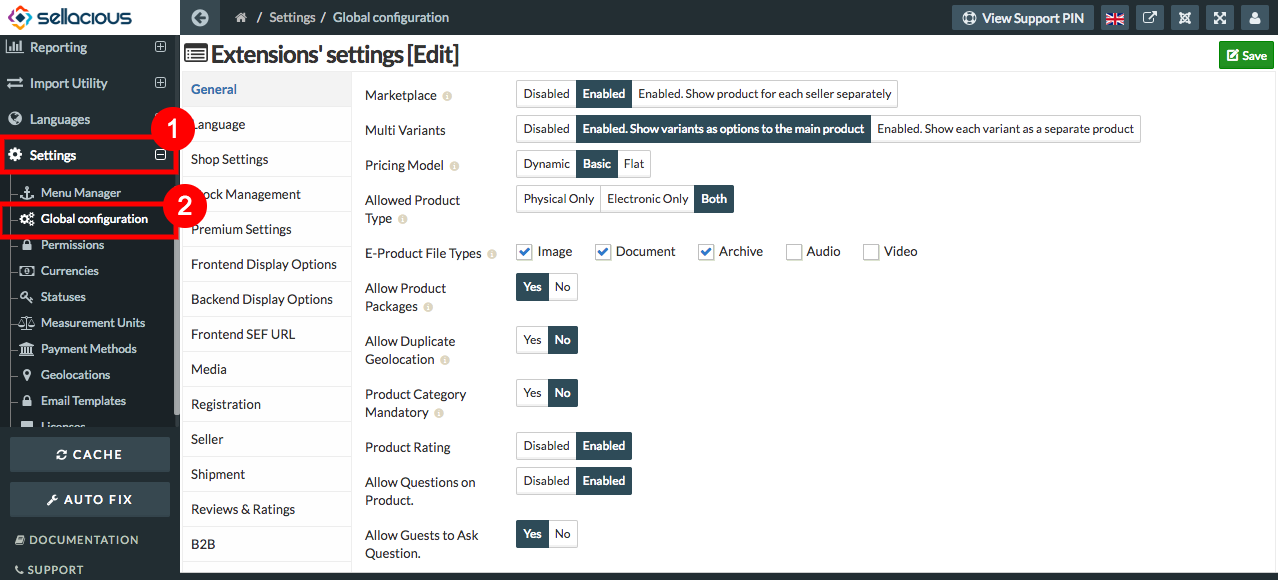 sellacious
/ Settings / Global configuration
View Support PIN
Reporting
Import Utility
Languages
1
Settings
Menu Manager
2
Global configuration
Permissions
Currencies
Statuses
Measurement Units
Payment Methods
Geolocations
Email Templates
Licenses
CACHE
AUTO FIX
DOCUMENTATION
SUPPORT
Extensions' settings [Edit]
Save
General
Language
Shop Settings
Stock Management
Premium Settings
Frontend Display Options
Backend Display Options
Frontend SEF URL
Media
Registration
Seller
Shipment
Reviews & Ratings
B2B
Marketplace Disabled Enabled Enabled. Show product for each seller separately
Multi Variants Disabled Enabled. Show variants as options to the main product Enabled. Show each variant as a separate product
Pricing Model Dynamic Basic Flat
Allowed Product Physical Only Electronic Only Both
Type
E-Product File Types Image Document Archive Audio Video
Allow Product Yes No
Packages
Allow Duplicate Yes No
Geolocation
Product Category Yes No
Mandatory
Product Rating Disabled Enabled
Allow Questions on Disabled Enabled
Product.
Allow Guests to Ask Yes No
Question.